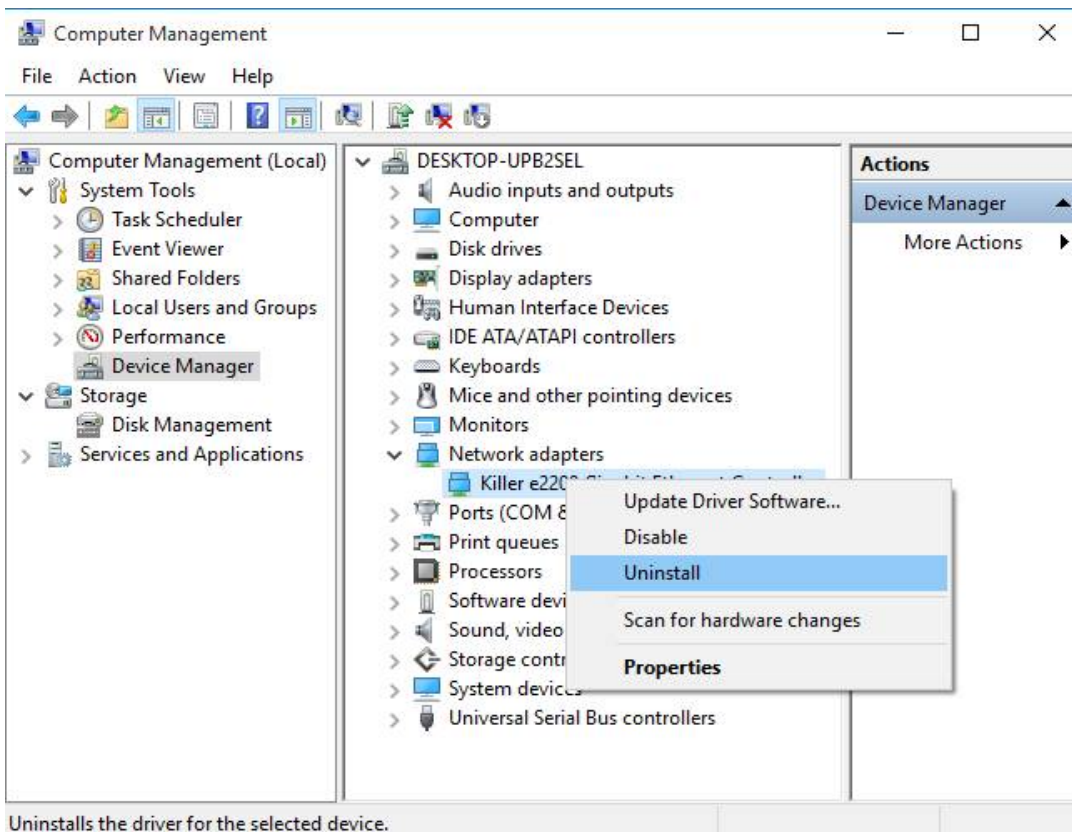 Computer Management
File Action View Help
Computer Management (Local)
System Tools
Task Scheduler
Event Viewer
Shared Folders
Local Users and Groups
Performance
Device Manager
Storage
Disk Management
Services and Applications
DESKTOP-UPB2SEL
Audio inputs and outputs
Computer
Disk drives
Display adapters
Human Interface Devices
IDE ATA/ATAPI controllers
Keyboards
Mice and other pointing devices
Monitors
Network adapters
Killer
Ports (COM &
Print queues
Processors
Software devi
Sound, video
Storage contr
System devices
Universal Serial Bus controllers
Update Driver Software...
Disable
Uninstall
Scan for hardware changes
Properties
Actions
Device Manager
More Actions
Uninstalls the driver for the selected device.